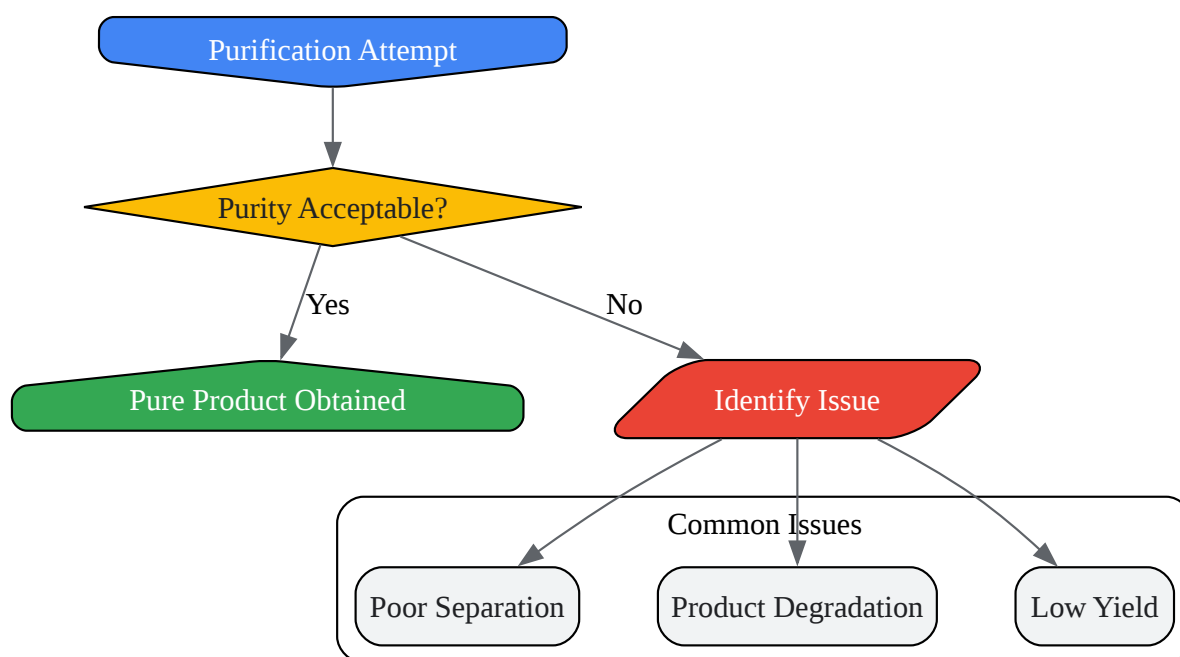 Purification Attempt
Purity Acceptable?
Yes
No
Pure Product Obtained
Identify Issue
Common Issues
Poor Separation
Product Degradation
Low Yield